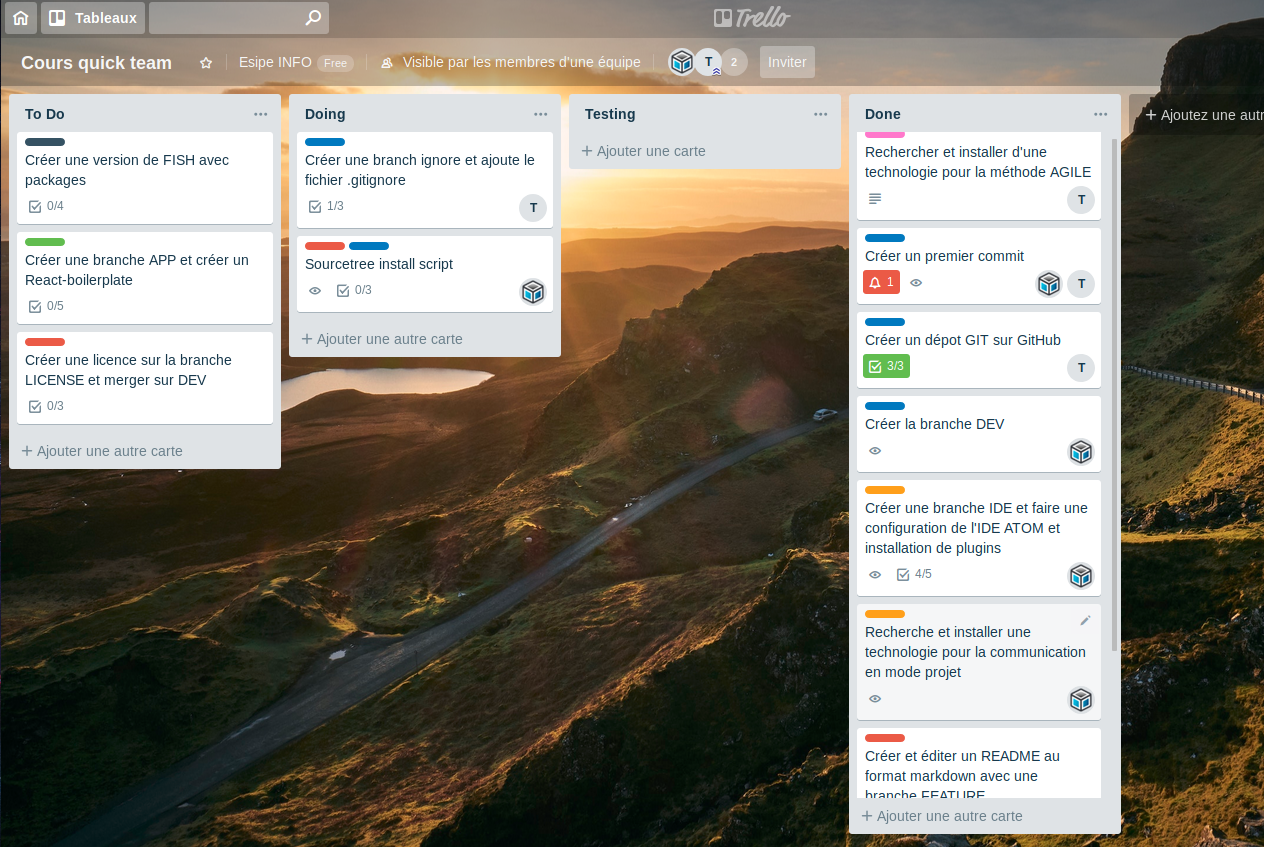 Tableaux
Trello
Cours quick team
Esipe INFO Free
Visible par les membres d'une équipe
T
2
Inviter
To Do
Créer une version de FISH avec
packages
0/4
Créer une branche APP et créer un
React-boilerplate
0/5
Créer une licence sur la branche
LICENSE et merger sur DEV
0/3
+ Ajouter une autre carte
Doing
Créer une branch ignore et ajoute le
fichier .gitignore
1/3
T
Sourcetree install script
0/3
+ Ajouter une autre carte
Testing
+ Ajouter une carte
Done
Rechercher et installer d'une
technologie pour la méthode AGILE
T
Créer un premier commit
1
T
Créer un dépot GIT sur GitHub
3/3
T
Créer la branche DEV
Créer une branche IDE et faire une
configuration de l'IDE ATOM et
installation de plugins
4/5
Recherche et installer une
technologie pour la communication
en mode projet
Créer et éditer un README au
format markdown avec une
branche FEATURE
+ Ajouter une autre carte
+ Ajoutez une autr